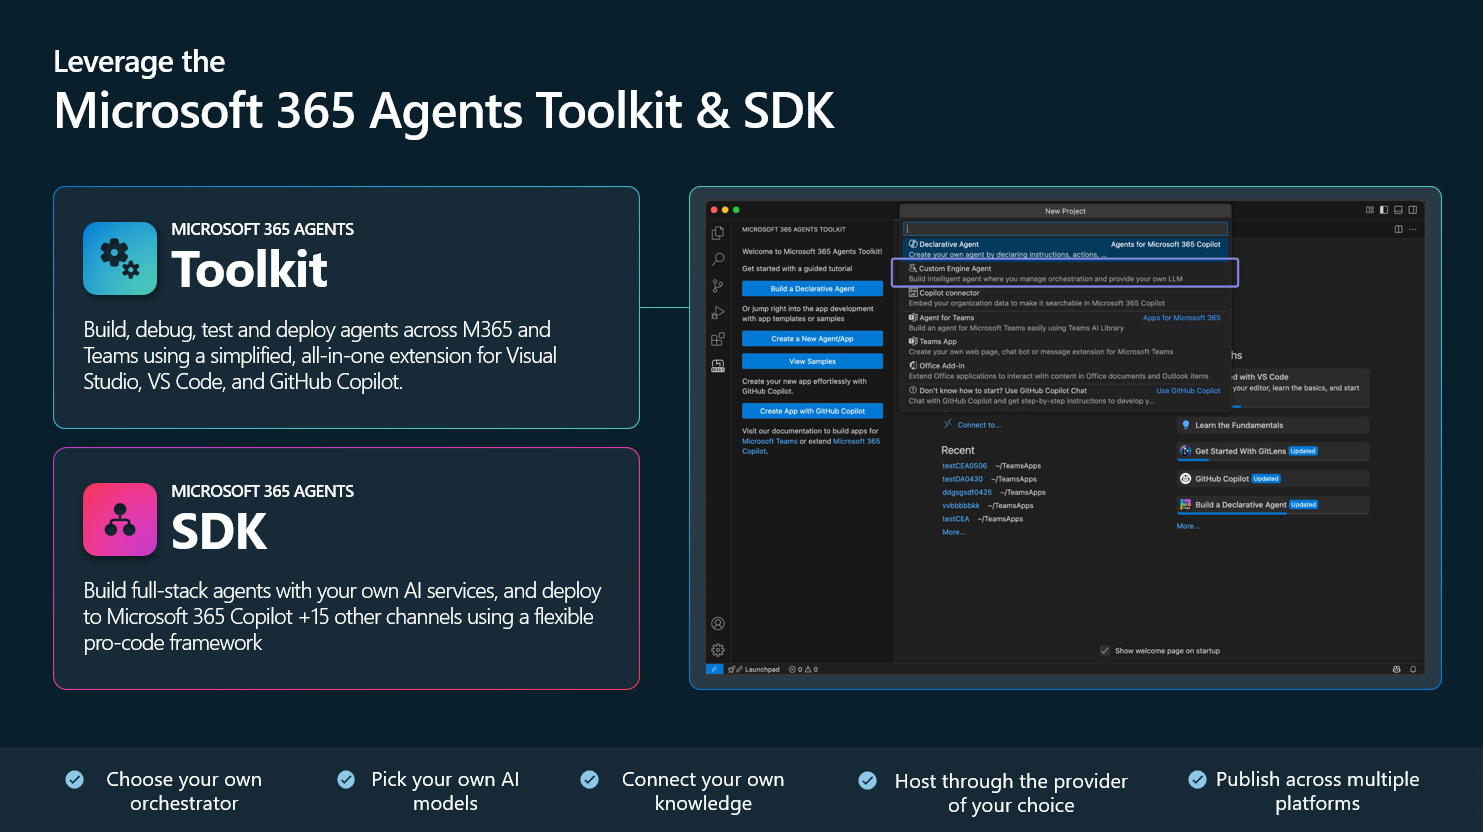 Leverage the
Microsoft 365 Agents Toolkit & SDK
MICROSOFT 365 AGENTS
Toolkit
Build, debug, test and deploy agents across M365 and
Teams using a simplified, all-in-one extension for Visual
Studio, VS Code, and GitHub Copilot.
MICROSOFT 365 AGENTS
SDK
Build full-stack agents with your own AI services, and deploy
to Microsoft 365 Copilot +15 other channels using a flexible
pro-code framework
New Project
MICROSOFT 365 AGENTS TOOLKIT
Welcome to Microsoft 365 Agents Toolkit!
Get started with a guided tutorial
Build a Declarative Agent
Or jump right into the app development
with app templates or samples
Create a New Agent/App
View Samples
Create your new app effortlessly with
GitHub Copilot.
Create App with GitHub Copilot
Visit our documentation to build apps for
Microsoft Teams or extend Microsoft 365
Copilot.
Declarative Agent Agents for Microsoft 365 Copilot
Create your own agent by declaring instructions, actions, ...
Custom Engine Agent
Build intelligent agent where you manage orchestration and provide your own LLM
Copilot connector
Embed your organization data to make it searchable in Microsoft 365 Copilot
Agent for Teams Apps for Microsoft 365
Build an agent for Microsoft Teams easily using Teams AI Library
Teams App
Create your own web page, chat bot or message extension for Microsoft Teams
Office Add-in
Extend Office applications to interact with content in Office documents and Outlook items
Don't know how to start? Use GitHub Copilot Chat Use GitHub Copilot
Chat with GitHub Copilot and get step-by-step instructions to develop y...
Connect to...
Recent
testCEA0506 ~/TeamsApps
testDA0430 ~/TeamsApps
ddgsgsdf0425 ~/TeamsApps
vvbbbbbkk ~/TeamsApps
testCEA ~/TeamsApps
More...
hs
ed with VS Code
your editor, learn the basics, and start
Learn the Fundamentals
Get Started With GitLens Updated
GitHub Copilot Updated
Build a Declarative Agent Updated
More...
Show welcome page on startup
Launchpad 0 0
Choose your own
orchestrator
Pick your own AI
models
Connect your own
knowledge
Host through the provider
of your choice
Publish across multiple
platforms